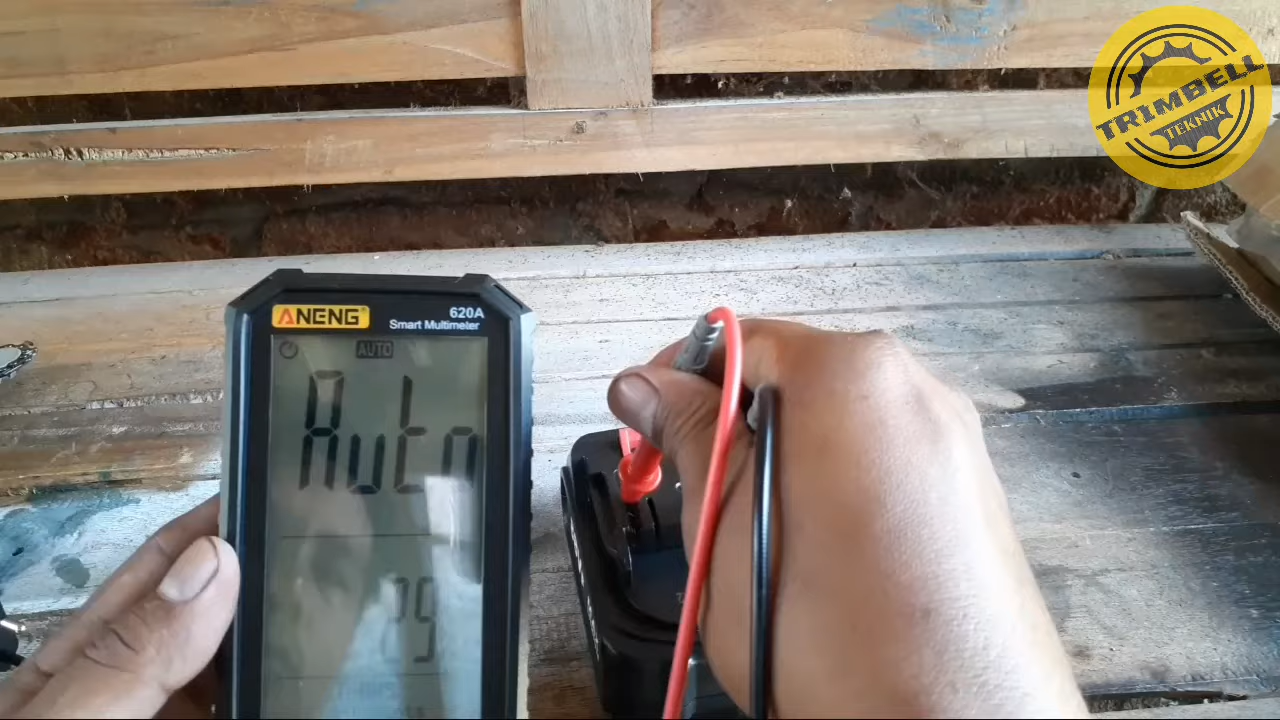 TRIMBELL
TEKNIK
ANENG
620A
Smart Multimeter
AUTO
Auto